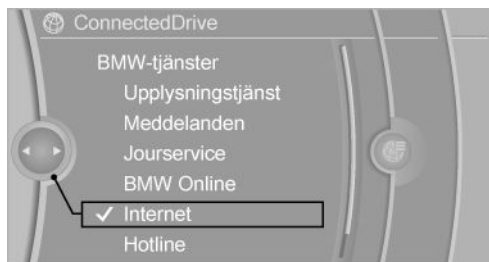 ConnectedDrive
BMW-tjänster
Upplysningstjänst
Meddelanden
Jourservice
BMW Online
Internet
Hotline